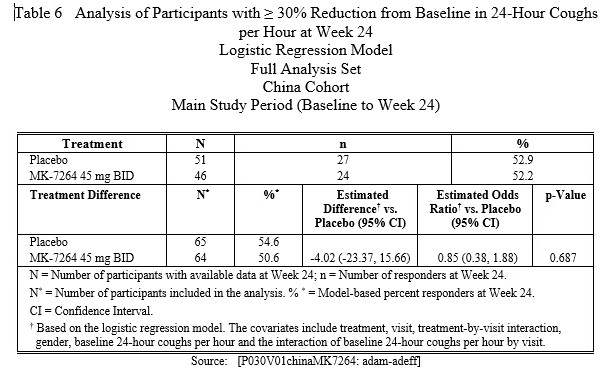 Table 6 Analysis of Participants with ≥ 30% Reduction from Baseline in 24-Hour Coughs
per Hour at Week 24
Logistic Regression Model
Full Analysis Set
China Cohort
Main Study Period (Baseline to Week 24)
Treatment N n %
Placebo 51 27 52.9
MK-7264 45 mg BID 46 24 52.2
Treatment Difference N* %* Estimated Difference† vs. Placebo (95% CI) Estimated Odds Ratio† vs. Placebo (95% CI) p-Value
Placebo 65 54.6
MK-7264 45 mg BID 64 50.6 -4.02 (-23.37, 15.66) 0.85 (0.38, 1.88) 0.687
N = Number of participants with available data at Week 24; n = Number of responders at Week 24.
N* = Number of participants included in the analysis. % * = Model-based percent responders at Week 24.
CI = Confidence Interval.
† Based on the logistic regression model. The covariates include treatment, visit, treatment-by-visit interaction,
gender, baseline 24-hour coughs per hour and the interaction of baseline 24-hour coughs per hour by visit.
Source: [P030V01chinaMK7264: adam-adeff]